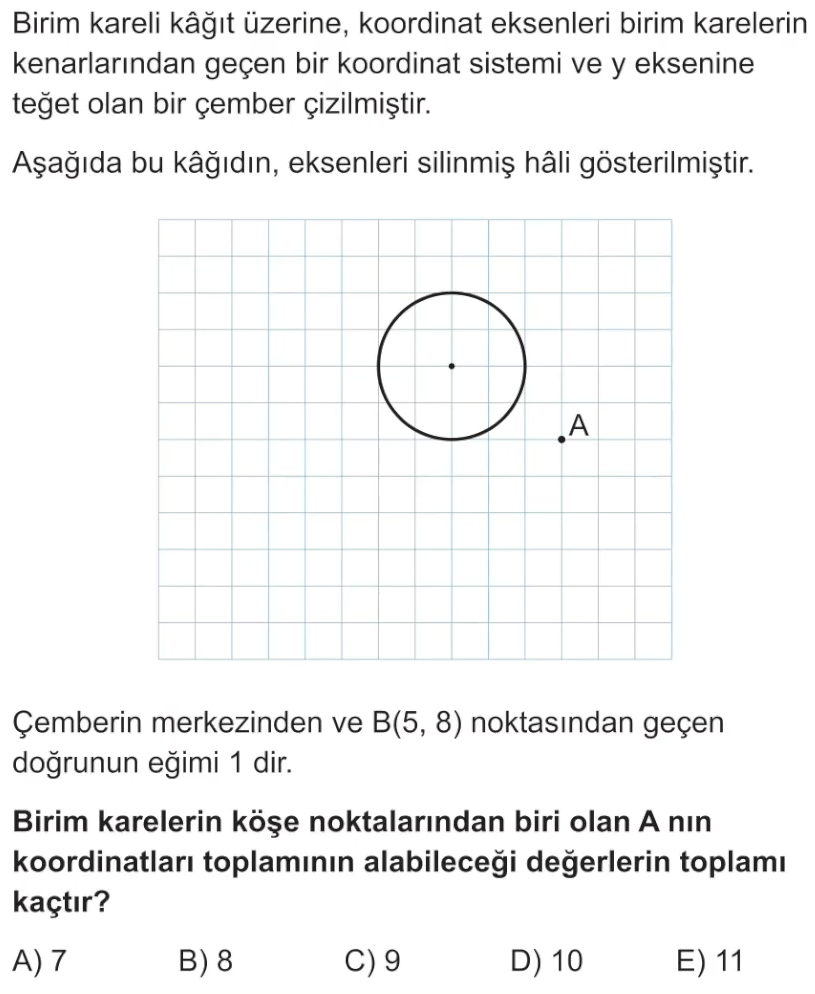 Birim kareli kâğıt üzerine, koordinat eksenleri birim karelerin
kenarlarından geçen bir koordinat sistemi ve y eksenine
teğet olan bir çember çizilmiştir.
Aşağıda bu kâğıdın, eksenleri silinmiş hâli gösterilmiştir.
A
Çemberin merkezinden ve B(5, 8) noktasından geçen
doğrunun eğimi 1 dir.
Birim karelerin köşe noktalarından biri olan A nın
koordinatları toplamının alabileceği değerlerin toplamı
kaçtır?
A) 7 B) 8 C) 9 D) 10 E) 11